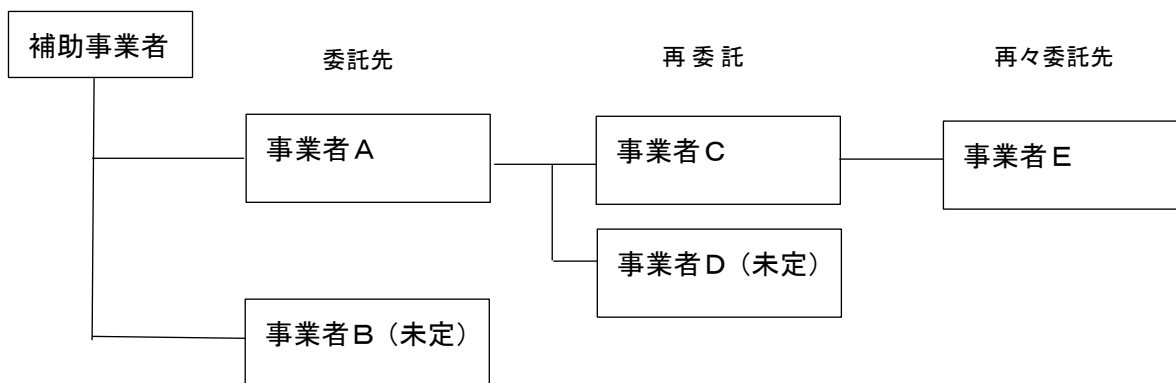 補助事業者
委託先
再委託
再々委託先
事業者A
事業者C
事業者E
事業者D（未定）
事業者B（未定）